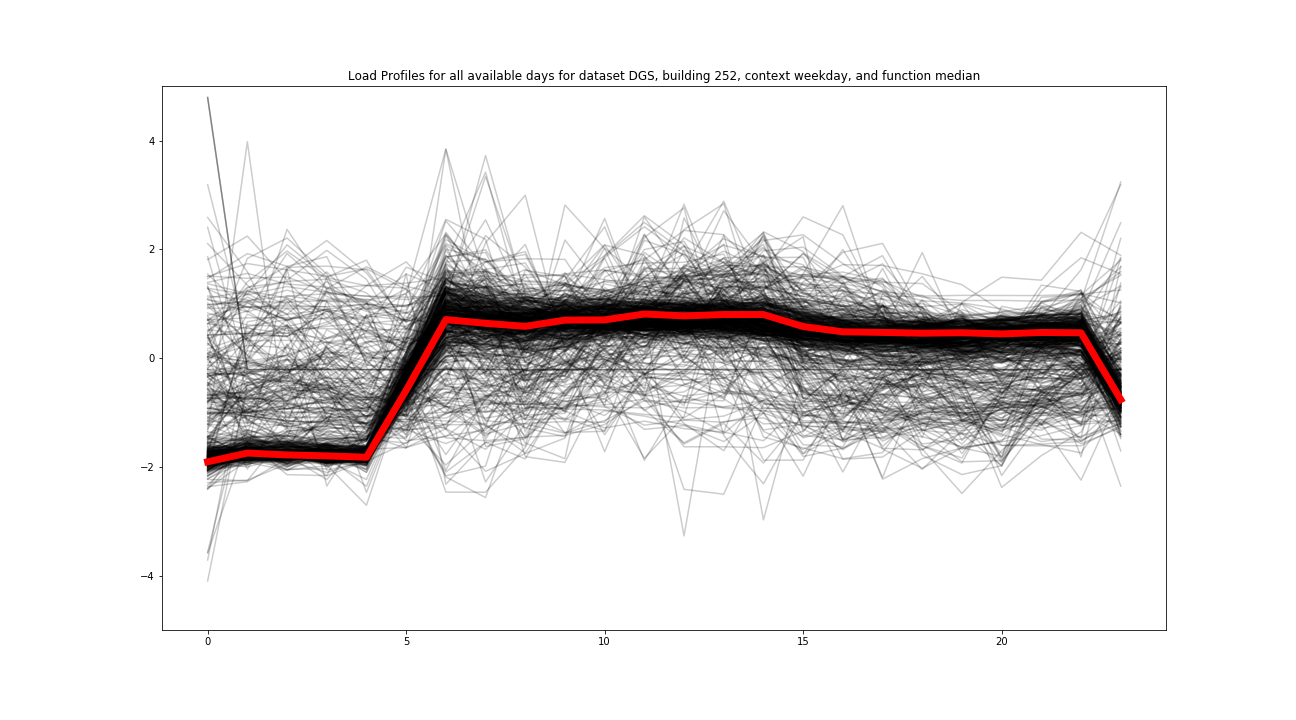 Load Profiles for all available days for dataset DGS, building 252, context weekday, and function median
4
2
0
−2
−4
0 5 10 15 20